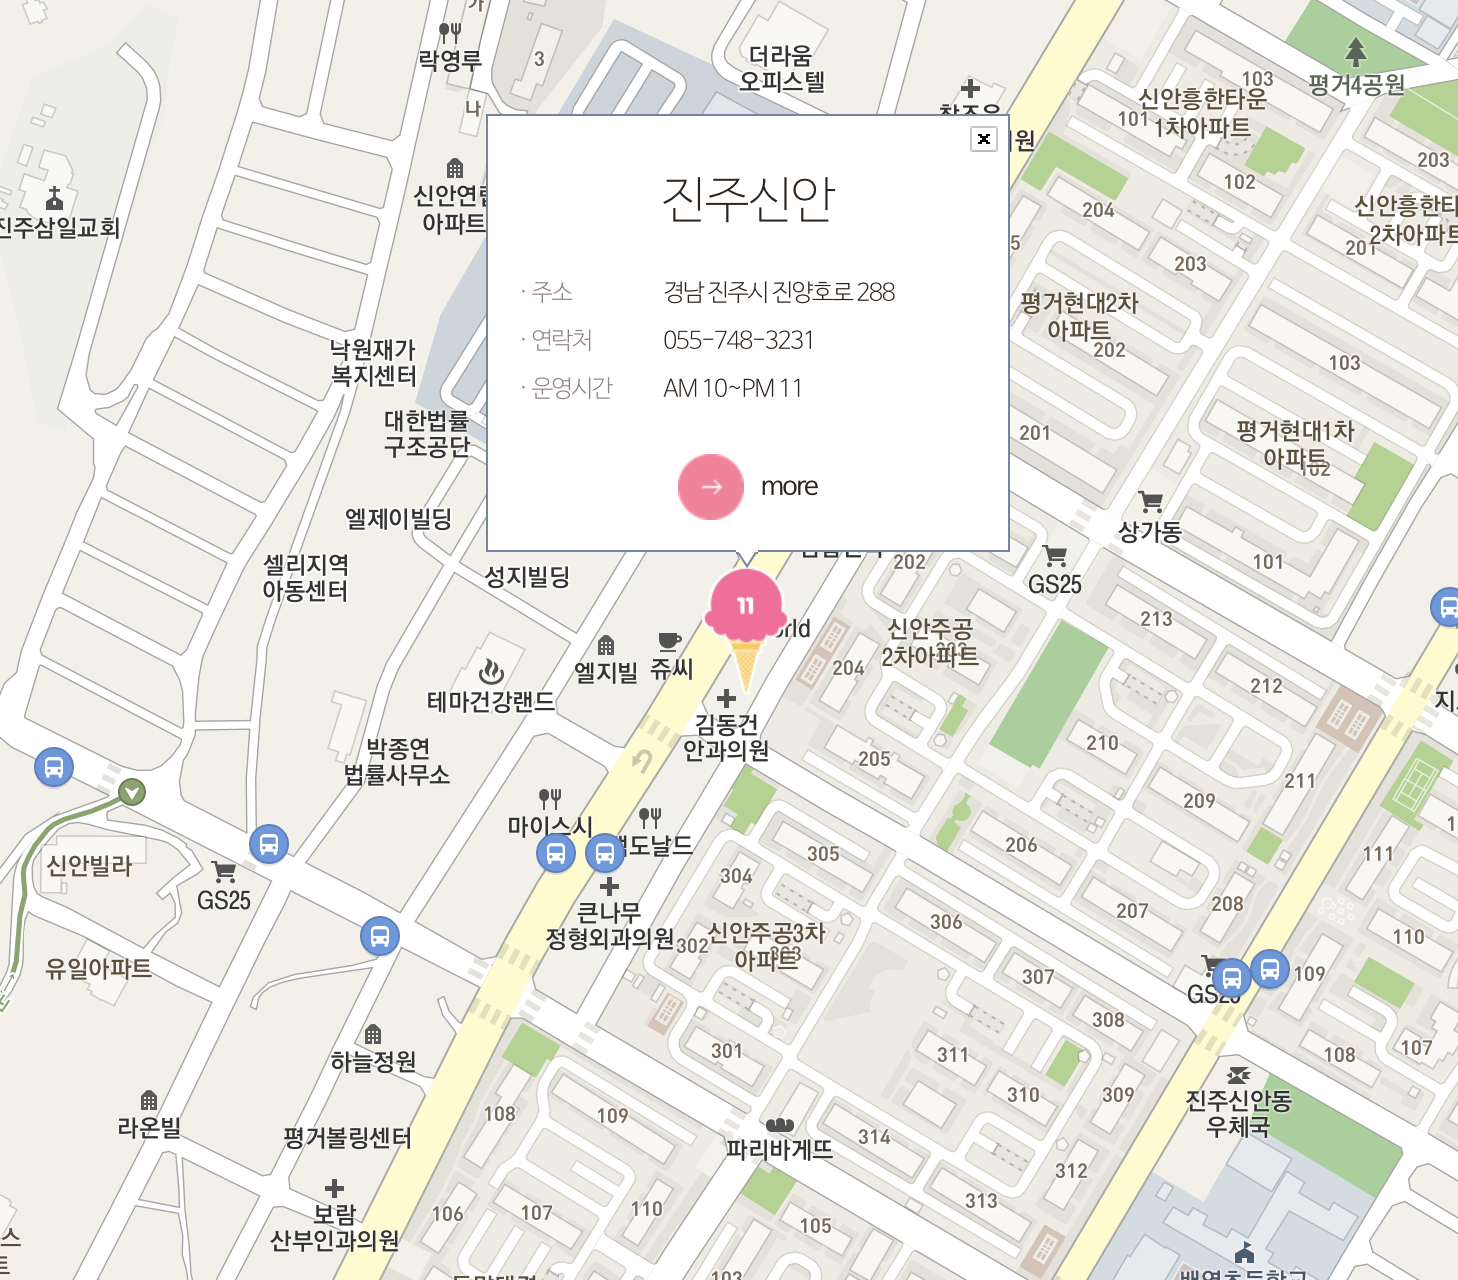 가
락영루
3
나
더라움
오피스텔
103
평거4공원
신안흥한타운
1차아파트
101
102
203
원
신안연립
아파트
진주삼일교회
204
203
신안흥한타
2차아파트
201
5
진주신안
· 주소 경남 진주시 진양호로 288
· 연락처 055-748-3231
· 운영시간 AM 10~PM 11
more
평거현대2차
아파트
202
103
낙원재가
복지센터
대한법률
구조공단
201
평거현대1차
아파트
102
엘제이빌딩
상가동
셀리지역
아동센터
성지빌딩
202
GS25
101
11
213
신안주공
2차아파트
204
엘지빌
쥬씨
테마건강랜드
212
김동건
안과의원
박종연
법률사무소
205
210
211
209
마이스시
맥도날드
305
206
111
신안빌라
304
GS25
큰나무
정형외과의원
302
신안주공3차
아파트
303
306
207
208
110
유일아파트
307
109
GS25
308
하늘정원
301
311
310
309
108
107
라온빌
평거볼링센터
108
109
파리바게뜨
314
진주신안동
우체국
312
보람
산부인과의원
106
107
110
105
313
103
배영초등학교